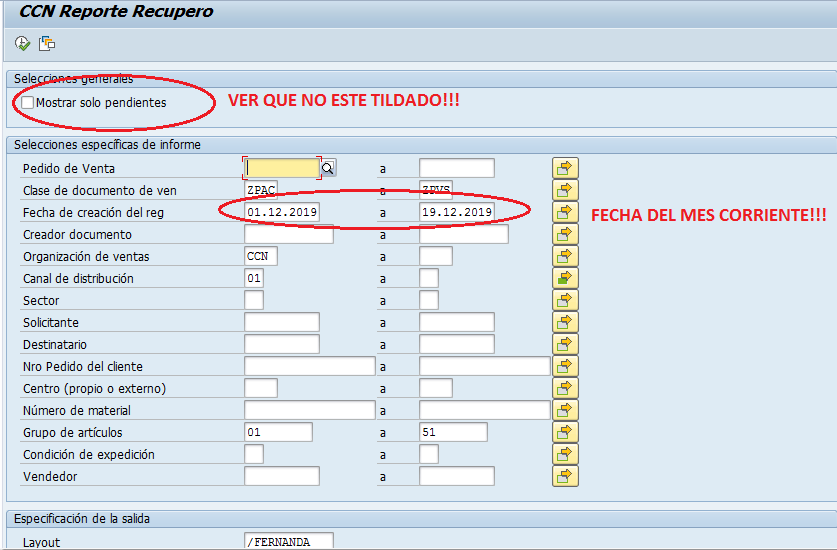 CCN Reporte Recupero
Selecciones generales
Mostrar solo pendientes
VER QUE NO ESTE TILDADO!!!
Selecciones específicas de informe
Pedido de Venta a
Clase de documento de ven ZPAC a ZPVS
Fecha de creación del reg 01.12.2019 a 19.12.2019
FECHA DEL MES CORRIENTE!!!
Creador documento a
Organización de ventas CCN a
Canal de distribución 01 a
Sector a
Solicitante a
Destinatario a
Nro Pedido del cliente a
Centro (propio o externo) a
Número de material a
Grupo de artículos 01 a 51
Condición de expedición a
Vendedor a
Especificación de la salida
Layout /FERNANDA